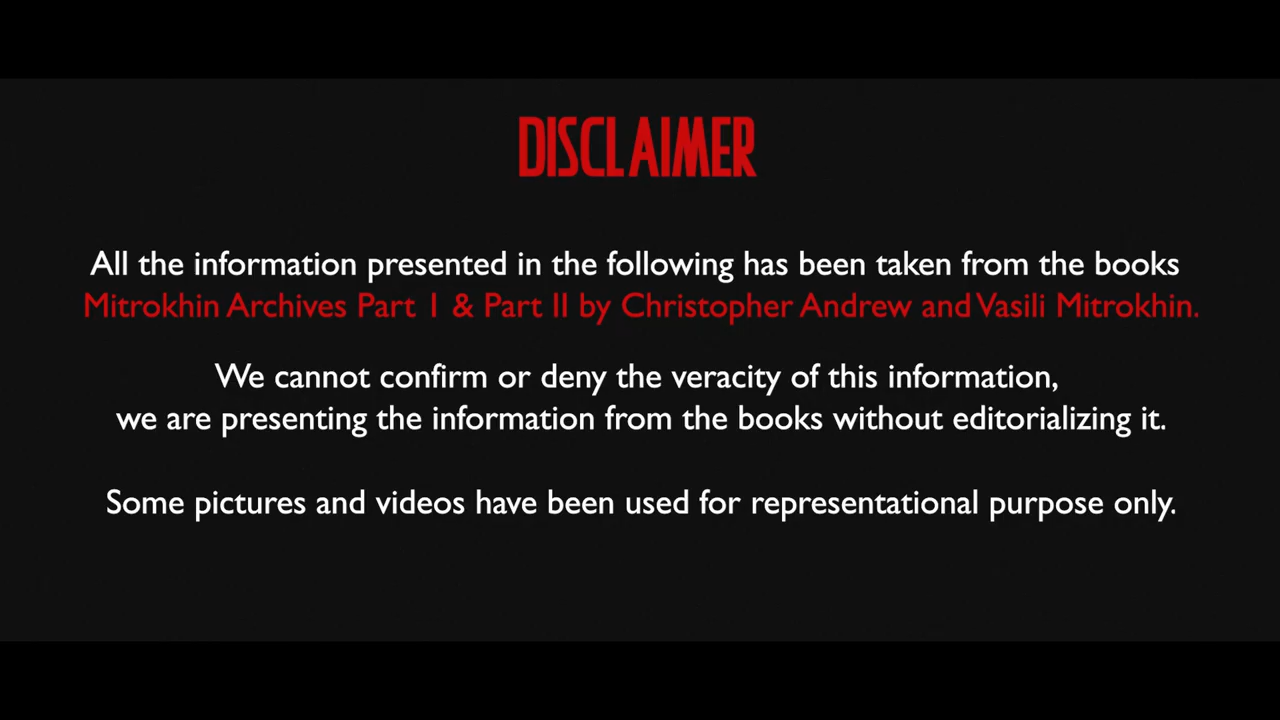 DISCLAIMER
All the information presented in the following has been taken from the books
Mitrokhin Archives Part 1 & Part II by Christopher Andrew and Vasili Mitrokhin.
We cannot confirm or deny the veracity of this information,
we are presenting the information from the books without editorializing it.
Some pictures and videos have been used for representational purpose only.